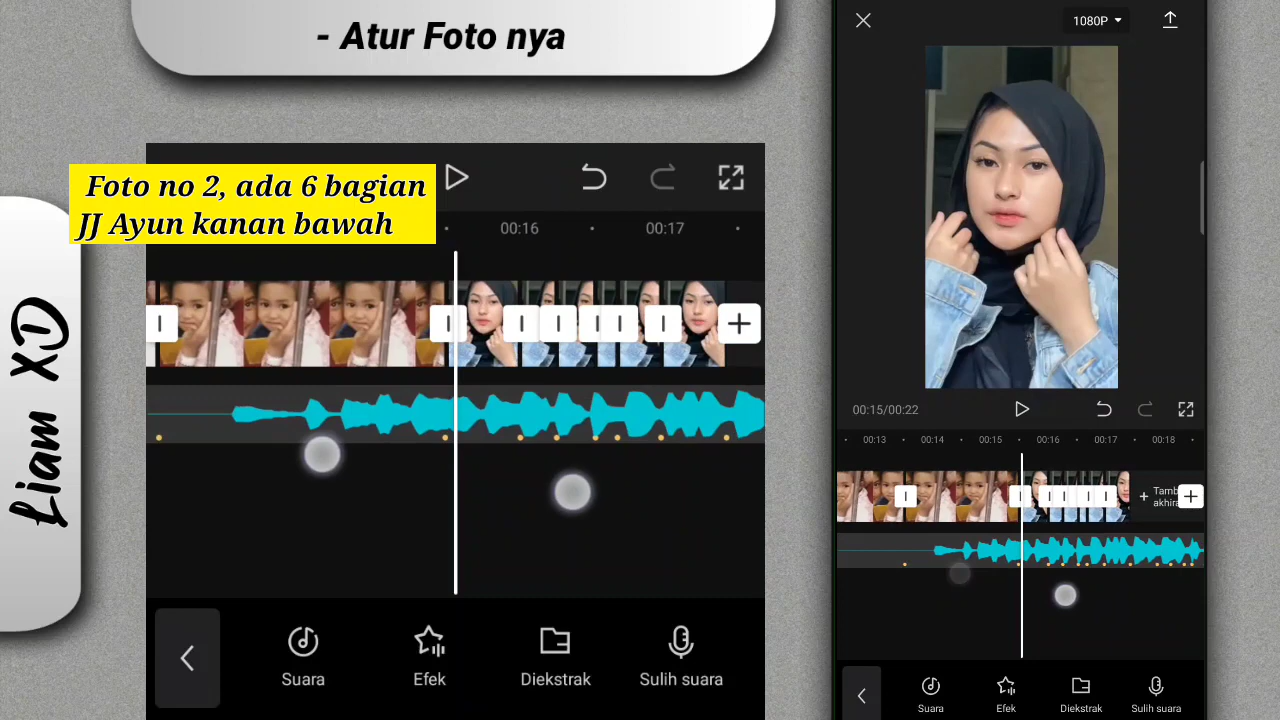 - Atur Foto nya
Foto no 2, ada 6 bagian
JJ Ayun kanan bawah
Liam XD
00:16
00:17
Suara
Efek
Diekstrak
Sulih suara
1080P
00:15/00:22
00:13
00:14
00:15
00:16
00:17
00:18
+ Tamb
akhira
Suara
Efek
Diekstrak
Sulih suara